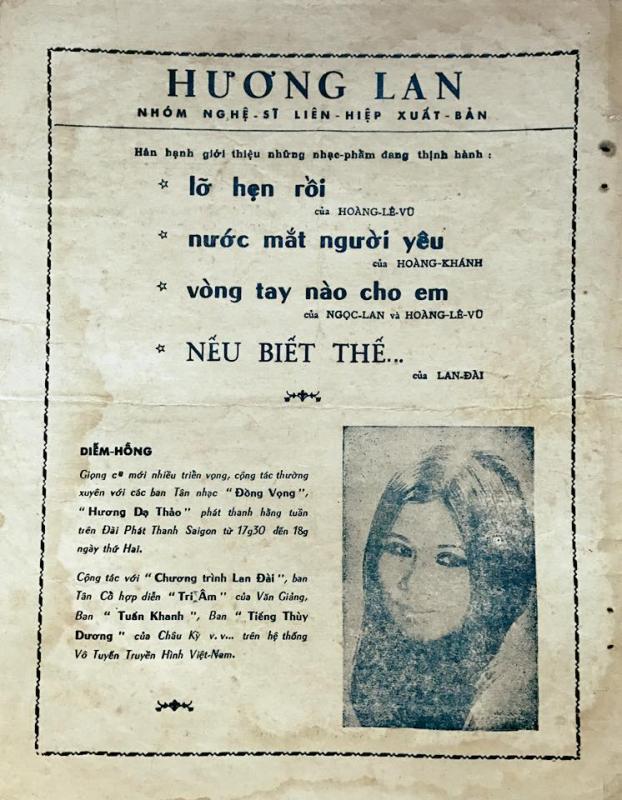 HƯƠNG LAN
NHÓM NGHỆ-SĨ LIÊN-HIỆP XUẤT-BẢN
Hân hạnh giới thiệu những nhạc-phẩm đang thịnh hành :
☆ lỡ hẹn rồi
của HOÀNG-LÊ-VŨ
☆ nước mắt người yêu
của HOÀNG-KHÁNH
☆ vòng tay nào cho em
của NGỌC-LAN và HOÀNG-LÊ-VŨ
☆ NẾU BIẾT THẾ...
của LAN-ĐÀI
DIỄM-HỒNG
Giọng ca mới nhiều triển vọng, cộng tác thường
xuyên với các ban Tân nhạc "Đồng Vọng",
"Hương Dạ Thảo" phát thanh hằng tuần
trên Đài Phát Thanh Saigon từ 17g30 đến 18g
ngày thứ Hai.
Cộng tác với "Chương trình Lan Đài", ban
Tân Cổ hợp diễn "Tri Âm" của Văn Giảng,
Ban "Tuấn Khanh", Ban "Tiếng Thùy
Dương" của Châu Kỳ v.v... trên hệ thống
Vô Tuyến Truyền Hình Việt-Nam.